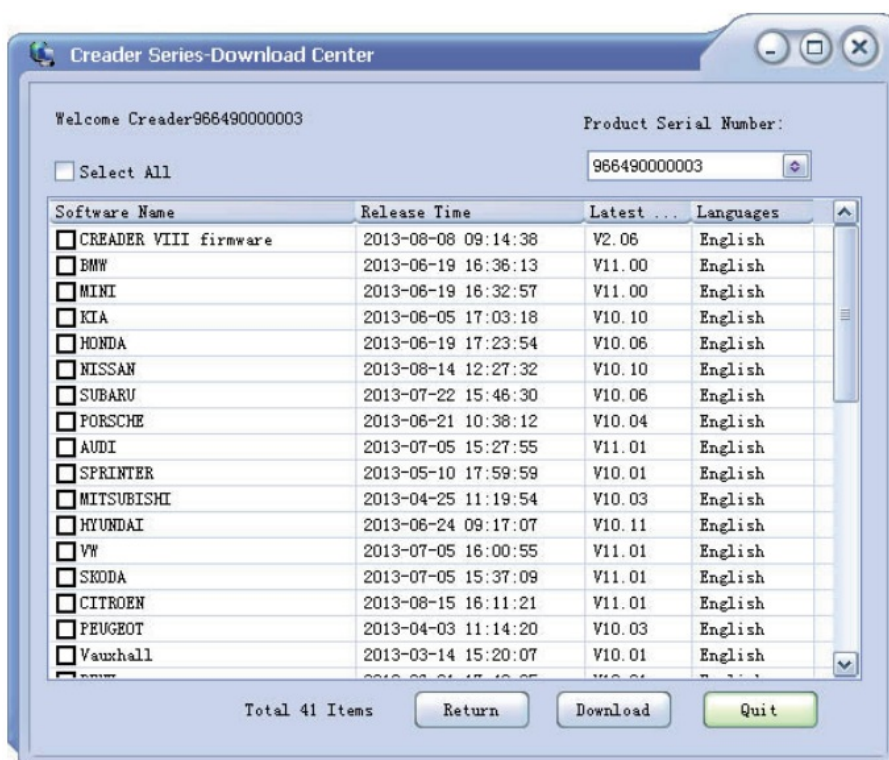 Creader Series-Download Center
Welcome Creader966490000003
Product Serial Number:
Select All
966490000003
Software Name Release Time Latest ... Languages
CREADER VIII firmware 2013-08-08 09:14:38 V2.06 English
BMW 2013-06-19 16:36:13 V11.00 English
MINI 2013-06-19 16:32:57 V11.00 English
KIA 2013-06-05 17:03:18 V10.10 English
HONDA 2013-06-19 17:23:54 V10.06 English
NISSAN 2013-08-14 12:27:32 V10.10 English
SUBARU 2013-07-22 15:46:30 V10.06 English
PORSCHE 2013-06-21 10:38:12 V10.04 English
AUDI 2013-07-05 15:27:55 V11.01 English
SPRINTER 2013-05-10 17:59:59 V10.01 English
MITSUBISHI 2013-04-25 11:19:54 V10.03 English
HYUNDAI 2013-06-24 09:17:07 V10.11 English
VW 2013-07-05 16:00:55 V11.01 English
SKODA 2013-07-05 15:37:09 V11.01 English
CITROEN 2013-08-15 16:11:21 V11.01 English
PEUGEOT 2013-04-03 11:14:20 V10.03 English
Vauxhall 2013-03-14 15:20:07 V10.01 English
Total 41 Items Return Download Quit